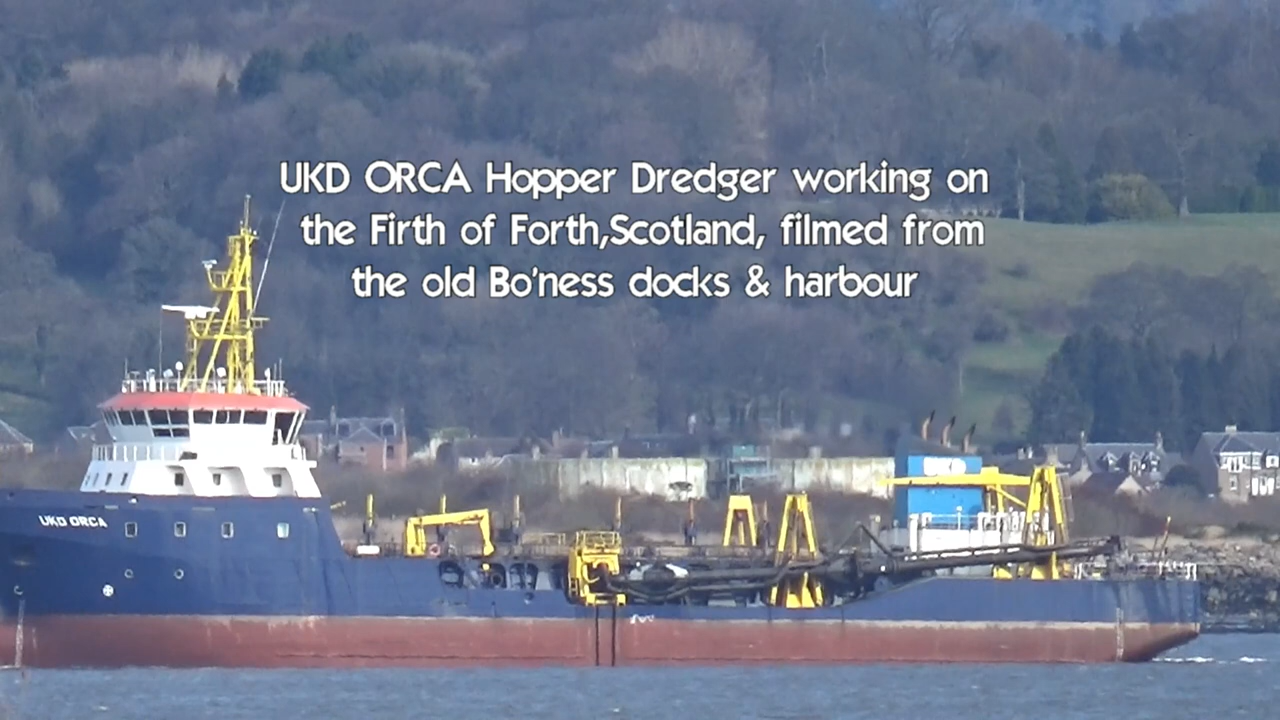 UKD ORCA Hopper Dredger working on
the Firth of Forth,Scotland, filmed from
the old Bo'ness docks & harbour
UKD ORCA